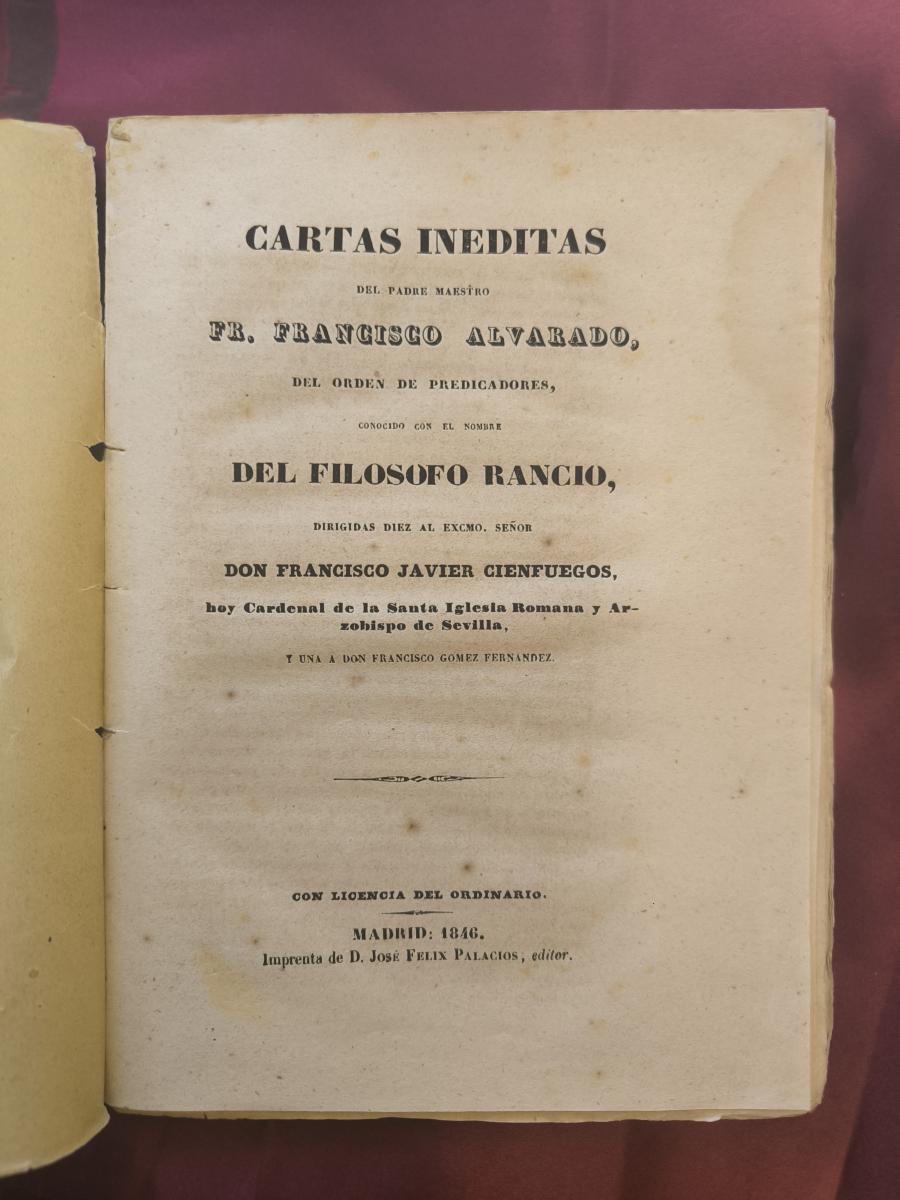 CARTAS INEDITAS
DEL PADRE MAESTRO
FR. FRANCISCO ALVARADO,
DEL ORDEN DE PREDICADORES,
CONOCIDO CON EL NOMBRE
DEL FILOSOFO RANCIO,
DIRIGIDAS DIEZ AL EXCMO. SEÑOR
DON FRANCISCO JAVIER CIENFUEGOS,
hoy Cardenal de la Santa Iglesia Romana y Ar-
zobispo de Sevilla,
Y UNA A DON FRANCISCO GOMEZ FERNANDEZ.
CON LICENCIA DEL ORDINARIO.
MADRID: 1846.
Imprenta de D. JOSÉ FELIX PALACIOS, editor.